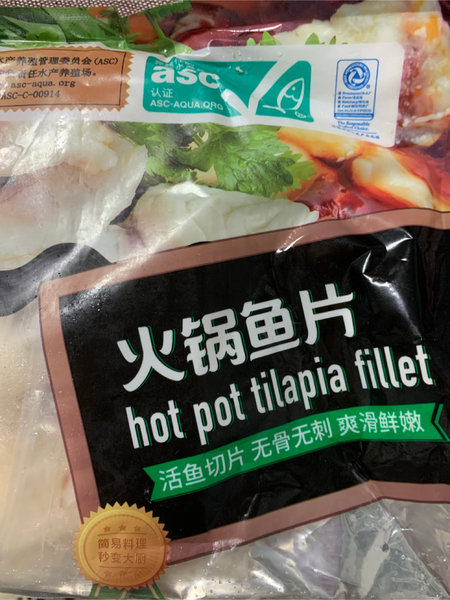 水产养殖管理委员会(ASC)
责任水产养殖场。
asc-aqua.org
ASC-C-00914
asc
认证
ASC-AQUA.ORG
火锅鱼片
hot pot tilapia fillet
活鱼切片 无骨无刺 爽滑鲜嫩
简易料理
秒变大厨